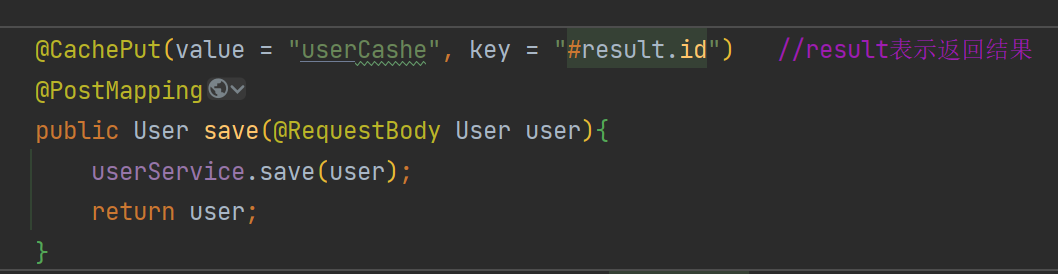 @CachePut(value = "userCashe", key = "#result.id")   //result表示返回结果
@PostMapping
public User save(@RequestBody User user){
    userService.save(user);
    return user;
}